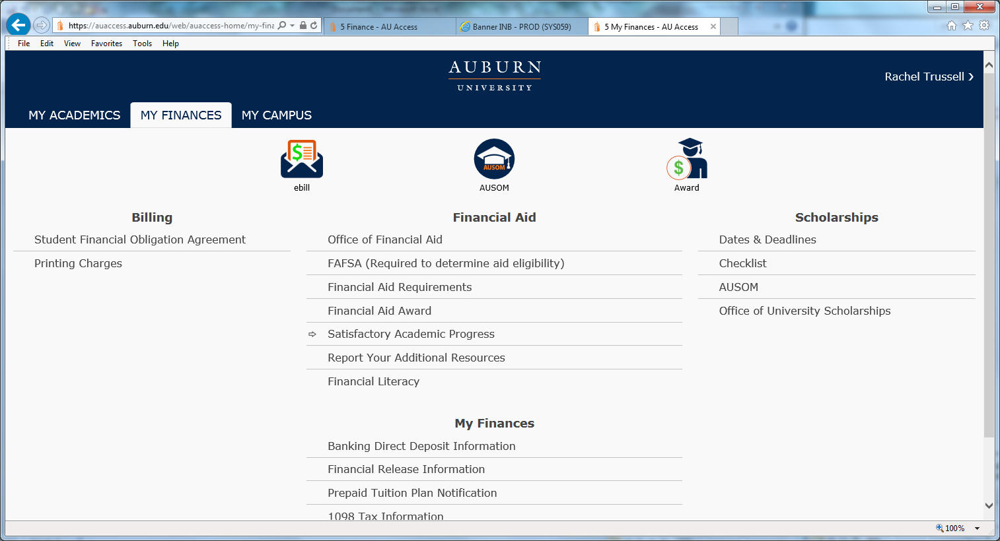 https://auaccess.auburn.edu/web/auaccess-home/my-fina
5 Finance - AU Access
Banner INB - PROD (SYS059)
5 My Finances - AU Access
File Edit View Favorites Tools Help
AUBURN
UNIVERSITY
Rachel Trussell
MY ACADEMICS
MY FINANCES
MY CAMPUS
$
ebill
AUSOM
AUSOM
$
Award
Billing
Student Financial Obligation Agreement
Printing Charges
Financial Aid
Office of Financial Aid
FAFSA (Required to determine aid eligibility)
Financial Aid Requirements
Financial Aid Award
Satisfactory Academic Progress
Report Your Additional Resources
Financial Literacy
My Finances
Banking Direct Deposit Information
Financial Release Information
Prepaid Tuition Plan Notification
1098 Tax Information
Scholarships
Dates & Deadlines
Checklist
AUSOM
Office of University Scholarships
100%